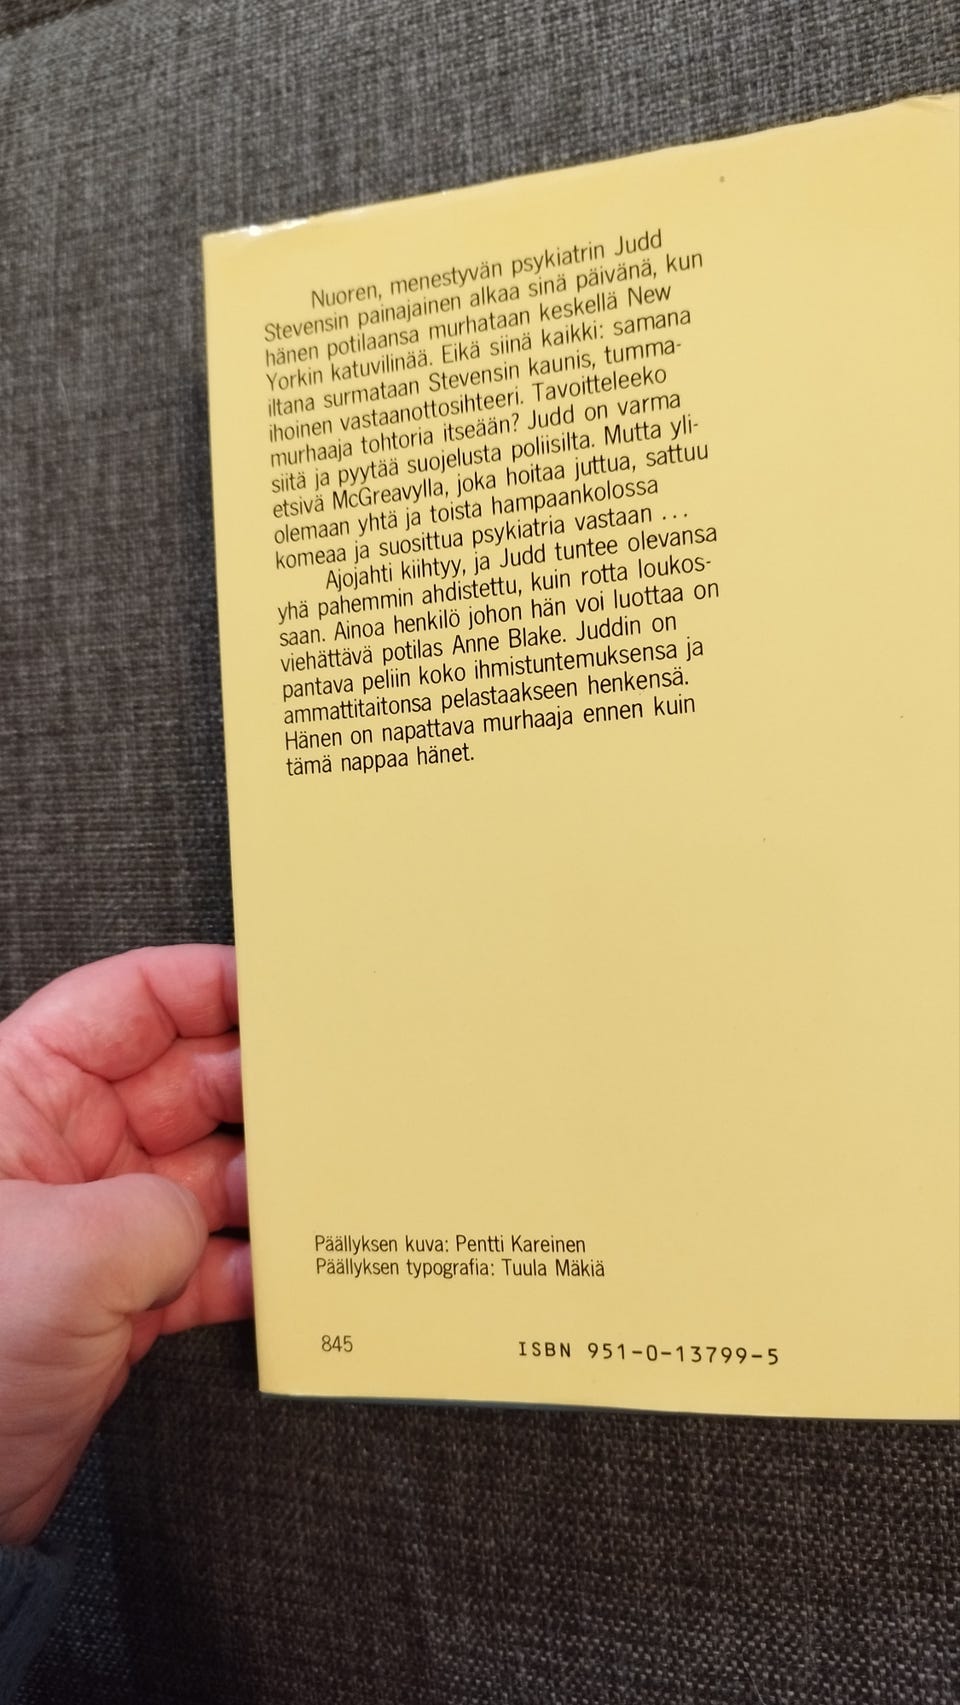 Nuoren, menestyvän psykiatrin Judd
Stevensin painajainen alkaa sinä päivänä, kun
hänen potilaansa murhataan keskellä New
Yorkin katuvilinää. Eikä siinä kaikki: samana
iltana surmataan Stevensin kaunis, tumma-
ihoinen vastaanottosihteeri. Tavoitteleeko
murhaaja tohtoria itseään? Judd on varma
siitä ja pyytää suojelusta poliisilta. Mutta yli-
etsivä McGreavylla, joka hoitaa juttua, sattuu
olemaan yhtä ja toista hampaankolossa
komeaa ja suosittua psykiatria vastaan ...
Ajojahti kiihtyy, ja Judd tuntee olevansa
yhä pahemmin ahdistettu, kuin rotta loukos-
saan. Ainoa henkilö johon hän voi luottaa on
viehättävä potilas Anne Blake. Juddin on
pantava peliin koko ihmistuntemuksensa ja
ammattitaitonsa pelastaakseen henkensä.
Hänen on napattava murhaaja ennen kuin
tämä nappaa hänet.
Päällyksen kuva: Pentti Kareinen
Päällyksen typografia: Tuula Mäkiä
845
ISBN 951-0-13799-5